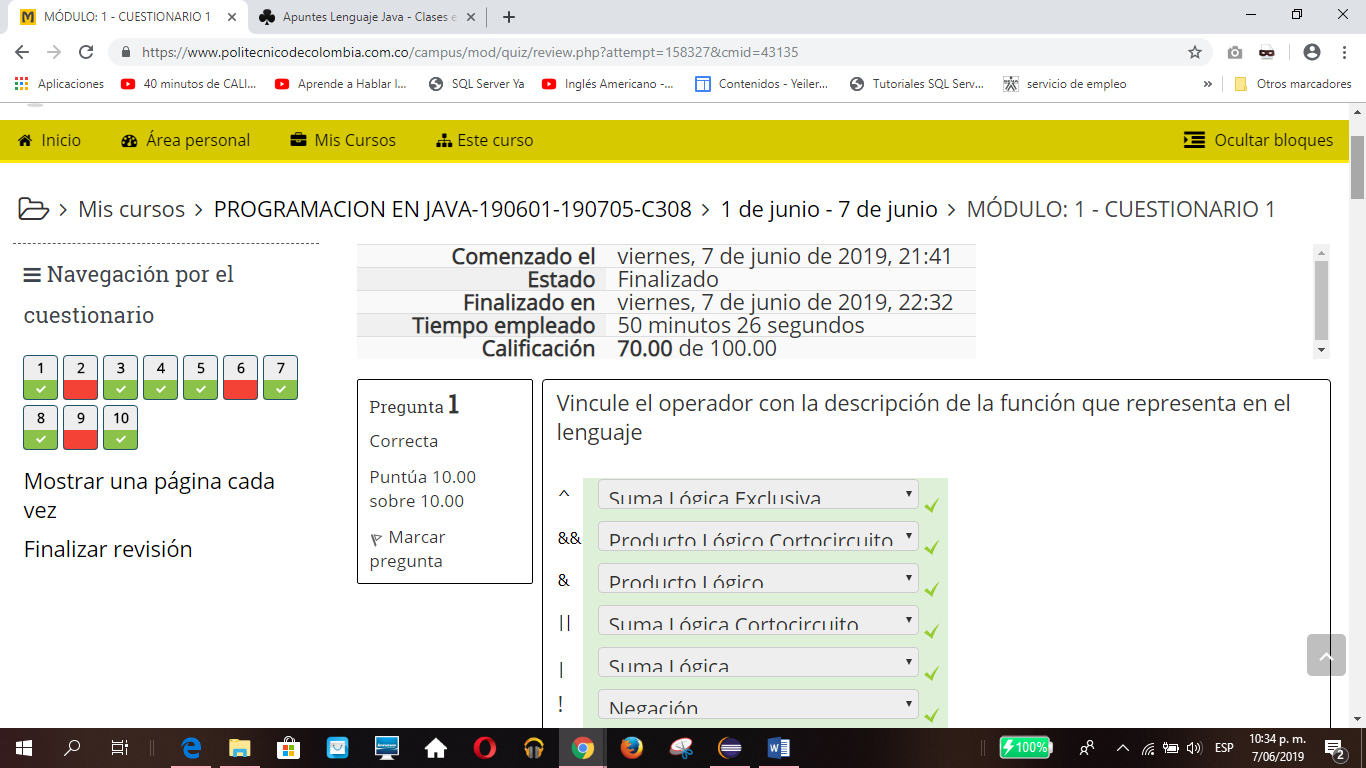 MÓDULO: 1 - CUESTIONARIO 1
Apuntes Lenguaje Java - Clases e
https://www.politecnicodecolombia.com.co/campus/mod/quiz/review.php?attempt=158327&cmid=43135
Aplicaciones
40 minutos de CALI...
Aprende a Hablar I...
SQL Server Ya
Inglés Americano -...
Contenidos - Yeiler...
Tutoriales SQL Serv...
servicio de empleo
»
Otros marcadores
Inicio
Área personal
Mis Cursos
Este curso
Ocultar bloques
Mis cursos > PROGRAMACION EN JAVA-190601-190705-C308 > 1 de junio - 7 de junio > MÓDULO: 1 - CUESTIONARIO 1
Navegación por el
cuestionario
1 2 3 4 5 6 7
8 9 10
Mostrar una página cada
vez
Finalizar revisión
Comenzado el viernes, 7 de junio de 2019, 21:41
Estado Finalizado
Finalizado en viernes, 7 de junio de 2019, 22:32
Tiempo empleado 50 minutos 26 segundos
Calificación 70.00 de 100.00
Pregunta 1
Correcta
Puntúa 10.00
sobre 10.00
Marcar
pregunta
Vincule el operador con la descripción de la función que representa en el
lenguaje
^ Suma Lógica Exclusiva
&& Producto Lógico Cortocircuito
& Producto Lógico
|| Suma Lógica Cortocircuito
| Suma Lógica
! Negación
100%
ESP
10:34 p. m.
7/06/2019
2